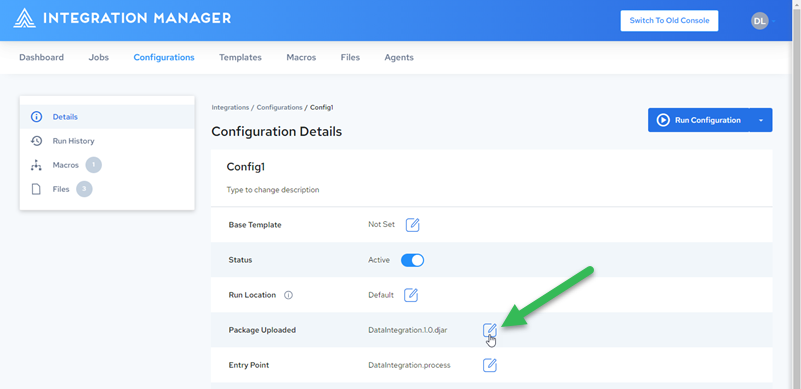 INTEGRATION MANAGER
Switch To Old Console
DL
Dashboard Jobs Configurations Templates Macros Files Agents
Details
Run History
Macros 1
Files 3
Integrations / Configurations / Config1
Configuration Details
Run Configuration
Config1
Type to change description
Base Template Not Set
Status Active
Run Location Default
Package Uploaded DataIntegration.1.0.djar
Entry Point DataIntegration.process